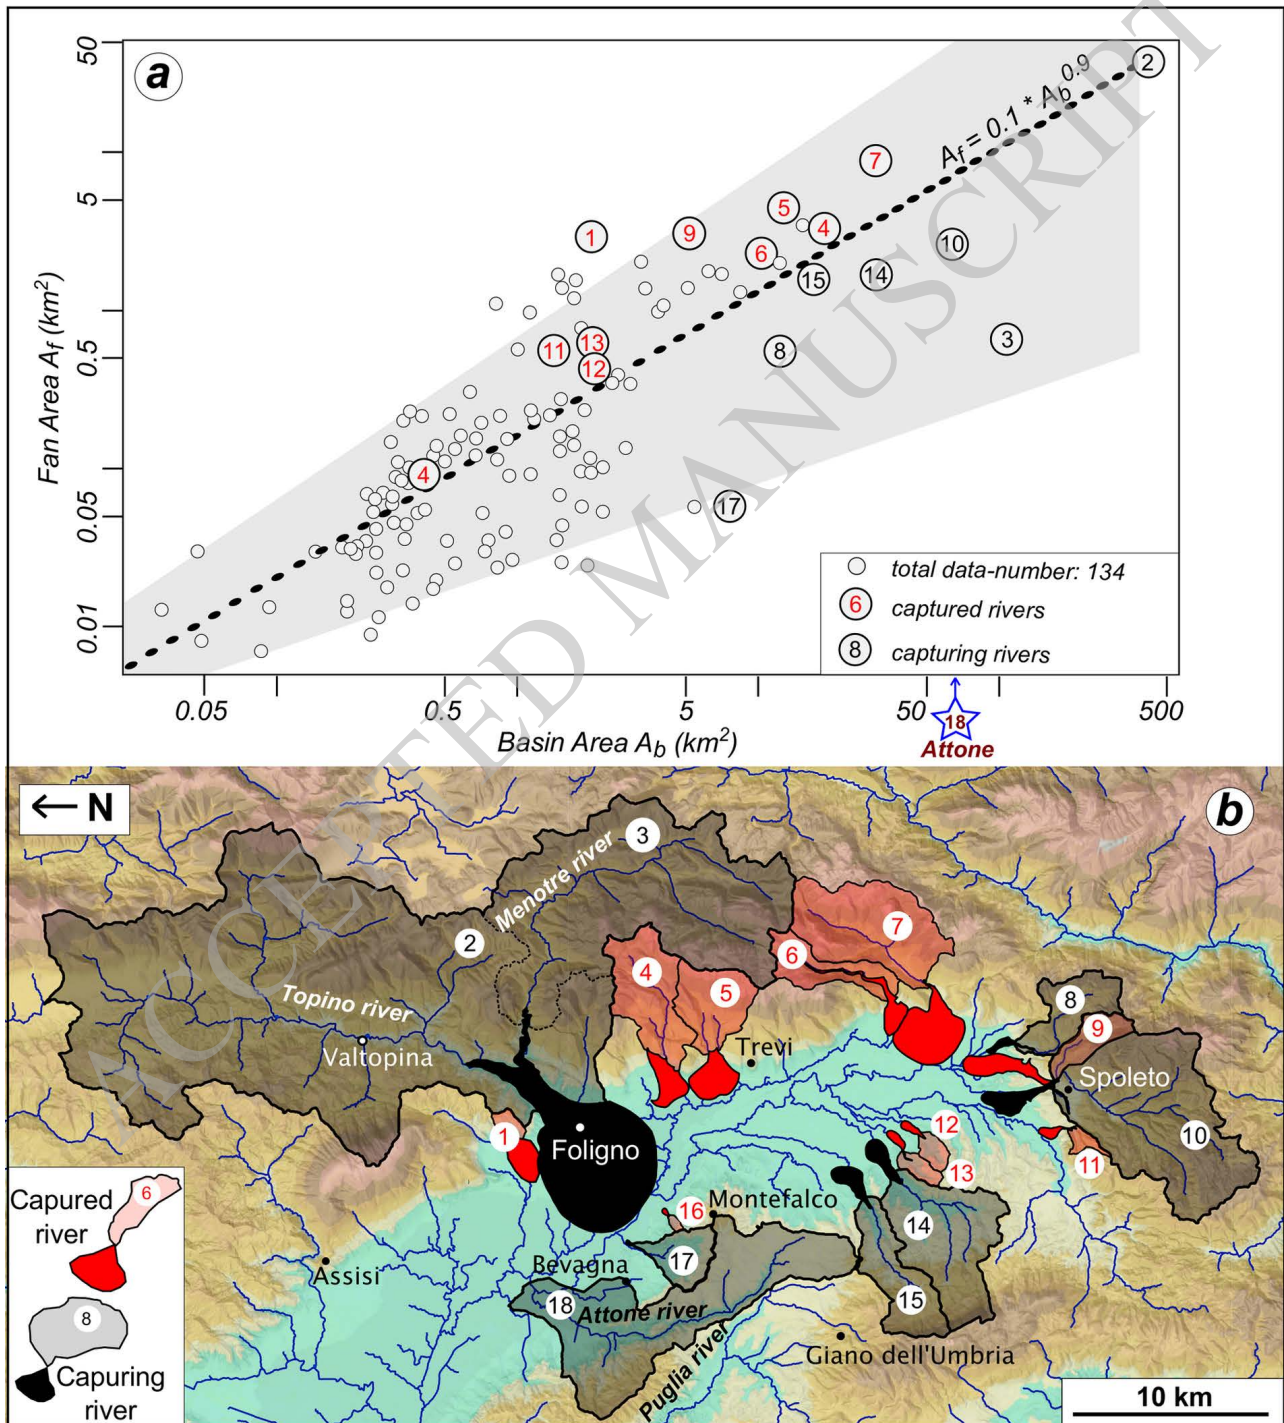 a
50
5
0.5
0.05
0.01
Fan Area Af (km²)
Af = 0.1 * Ab^0.9
2
7
5
1
9
4
6
10
15
14
3
13
11
12
8
4
17
total data-number: 134
6 captured rivers
8 capturing rivers
0.05
0.5
5
50
500
Basin Area Ab (km²)
18
Attone
ACCEPTED MANUSCRIPT
← N
b
3
Menotre river
2
7
4
6
5
Topino river
8
9
Valtopina
Trevi
Spoleto
1
Foligno
12
10
11
13
Capured
river
6
16
Montefalco
14
17
Assisi
Bevagna
18
Attone river
15
8
Puglia river
Giano dell'Umbria
Capuring
river
10 km